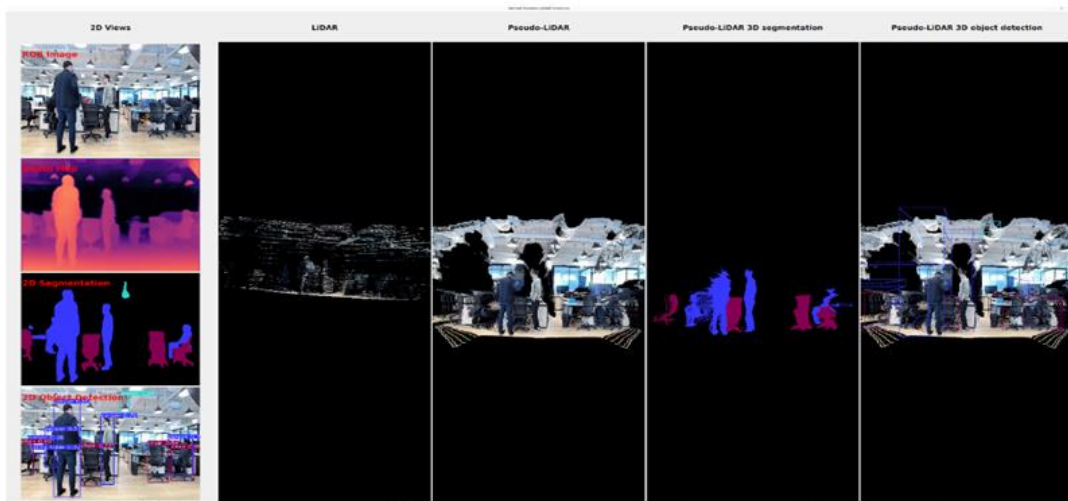 2D Views
LiDAR
Pseudo-LiDAR
Pseudo-LiDAR 3D segmentation
Pseudo-LiDAR 3D object detection
RGB Image
Depth Map
2D Segmentation
2D Object Detection